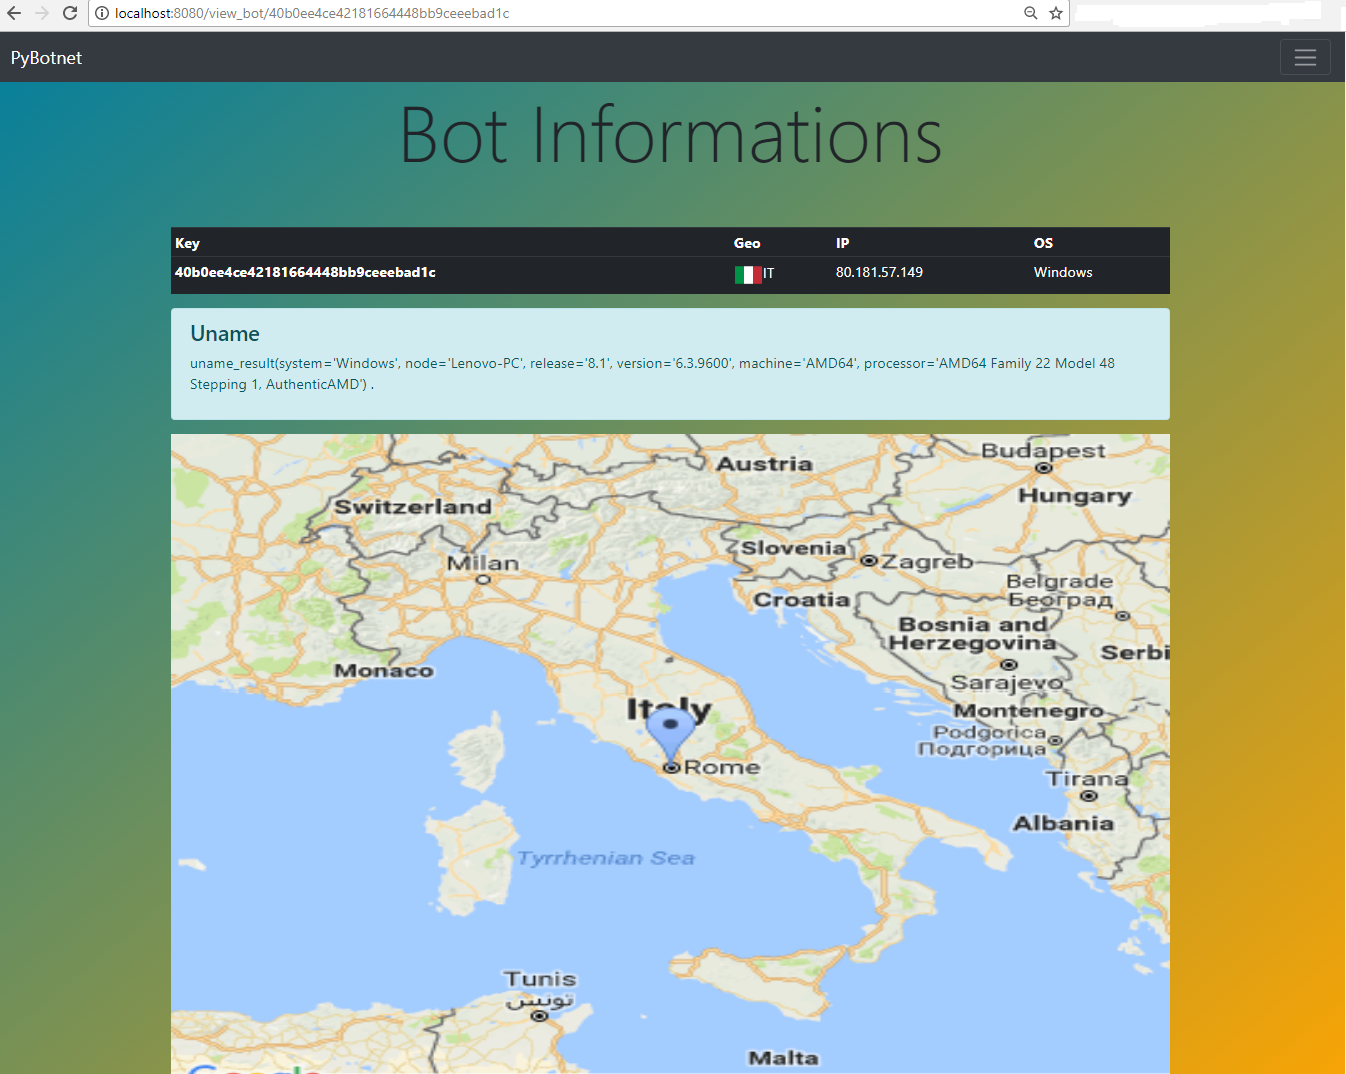 localhost:8080/view_bot/40b0ee4ce42181664448bb9ceeebad1c
PyBotnet
Bot Informations
Key Geo IP OS
40b0ee4ce42181664448bb9ceeebad1c IT 80.181.57.149 Windows
Uname
uname_result(system='Windows', node='Lenovo-PC', release='8.1', version='6.3.9600', machine='AMD64', processor='AMD64 Family 22 Model 48
Stepping 1, AuthenticAMD') .
Budapest
Austria
Hungary
Switzerland
Slovenia
Zagreb
Milan
Belgrade
Београд
Croatia
Bosnia and
Herzegovina
Serbi
Monaco
Sarajevo
Italy
Montenegro
Podgorica
Подгорица
Rome
Tirana
Albania
Tyrrhenian Sea
Tunis
تونس
Malta
Google